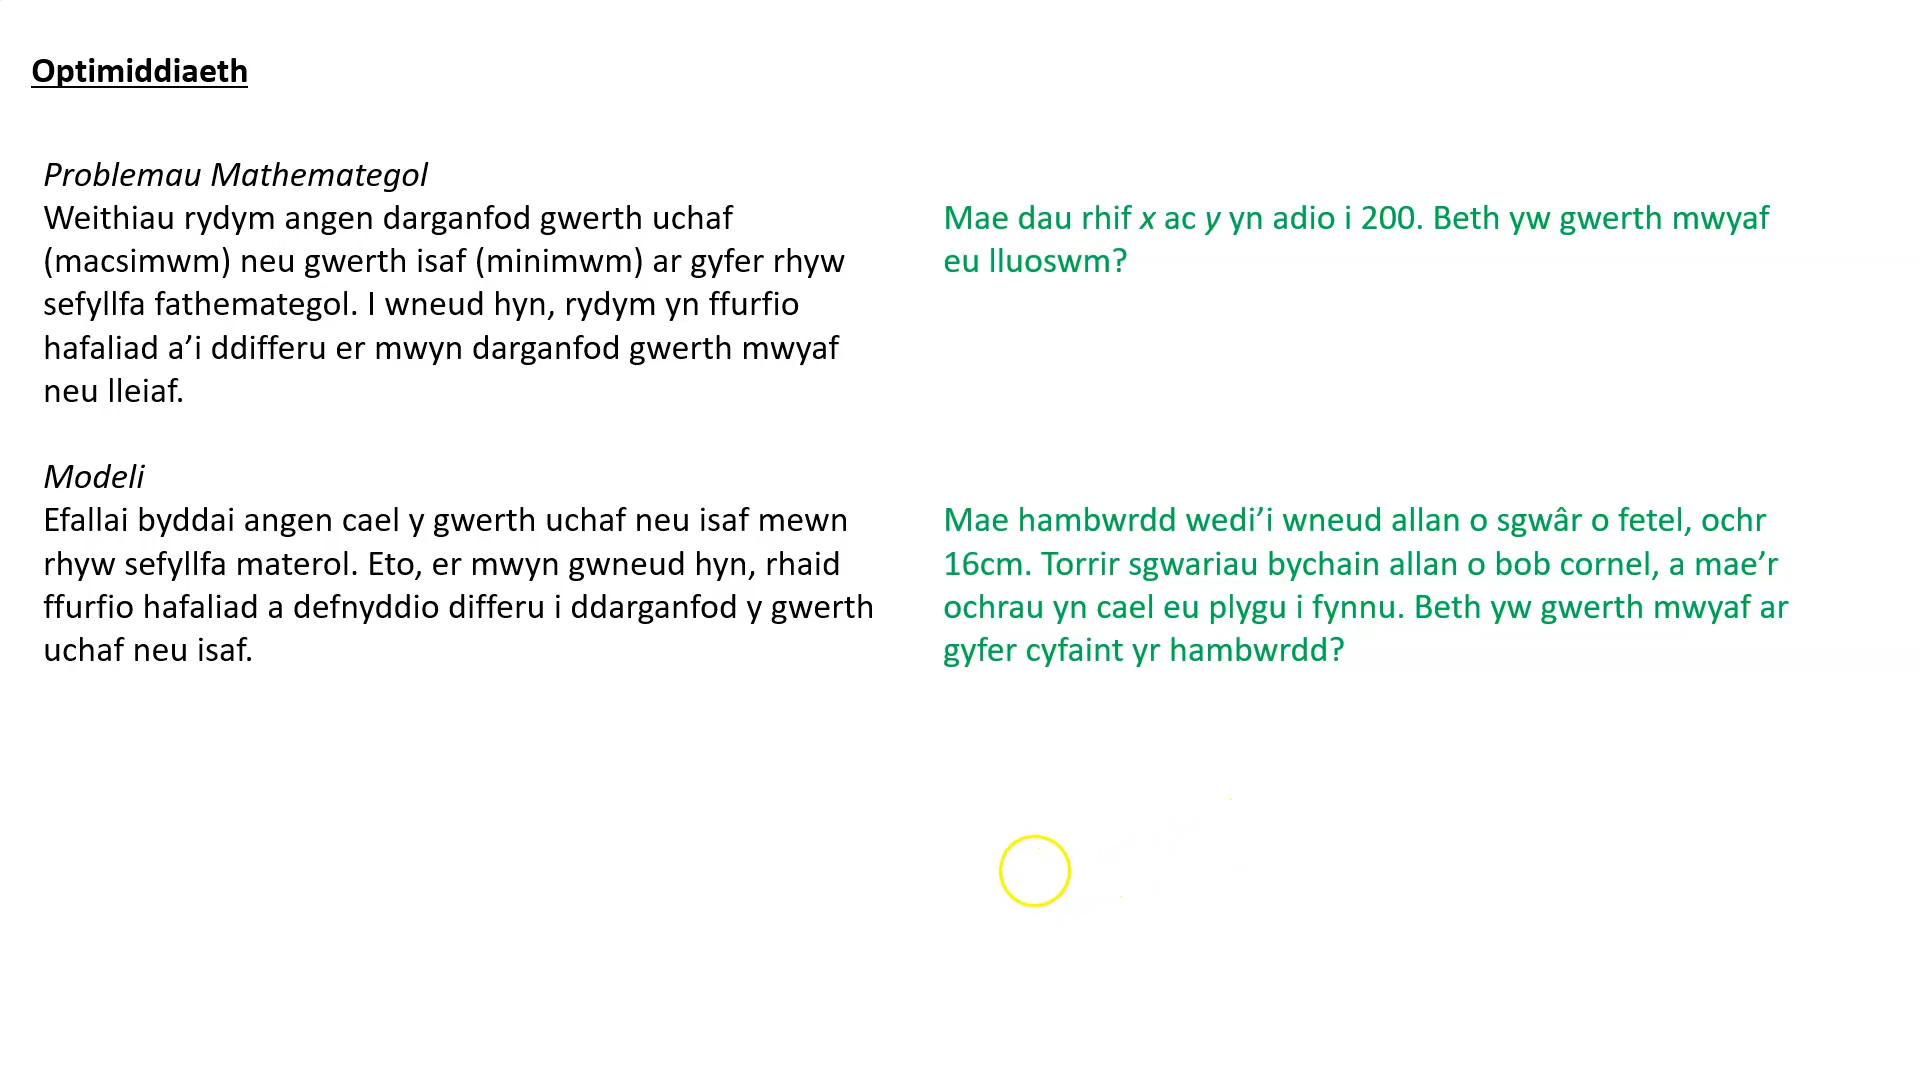 Optimiddiaeth
Problemau Mathemategol
Weithiau rydym angen darganfod gwerth uchaf
(macsimwm) neu gwerth isaf (minimwm) ar gyfer rhyw
sefyllfa fathemategol. I wneud hyn, rydym yn ffurfio
hafaliad a’i ddifferu er mwyn darganfod gwerth mwyaf
neu lleiaf.
Mae dau rhif x ac y yn adio i 200. Beth yw gwerth mwyaf
eu lluoswm?
Modeli
Efallai byddai angen cael y gwerth uchaf neu isaf mewn
rhyw sefyllfa materol. Eto, er mwyn gwneud hyn, rhaid
ffurfio hafaliad a defnyddio differu i ddarganfod y gwerth
uchaf neu isaf.
Mae hambwrdd wedi’i wneud allan o sgwâr o fetel, ochr
16cm. Torrir sgwariau bychain allan o bob cornel, a mae’r
ochrau yn cael eu plygu i fynnu. Beth yw gwerth mwyaf ar
gyfer cyfaint yr hambwrdd?